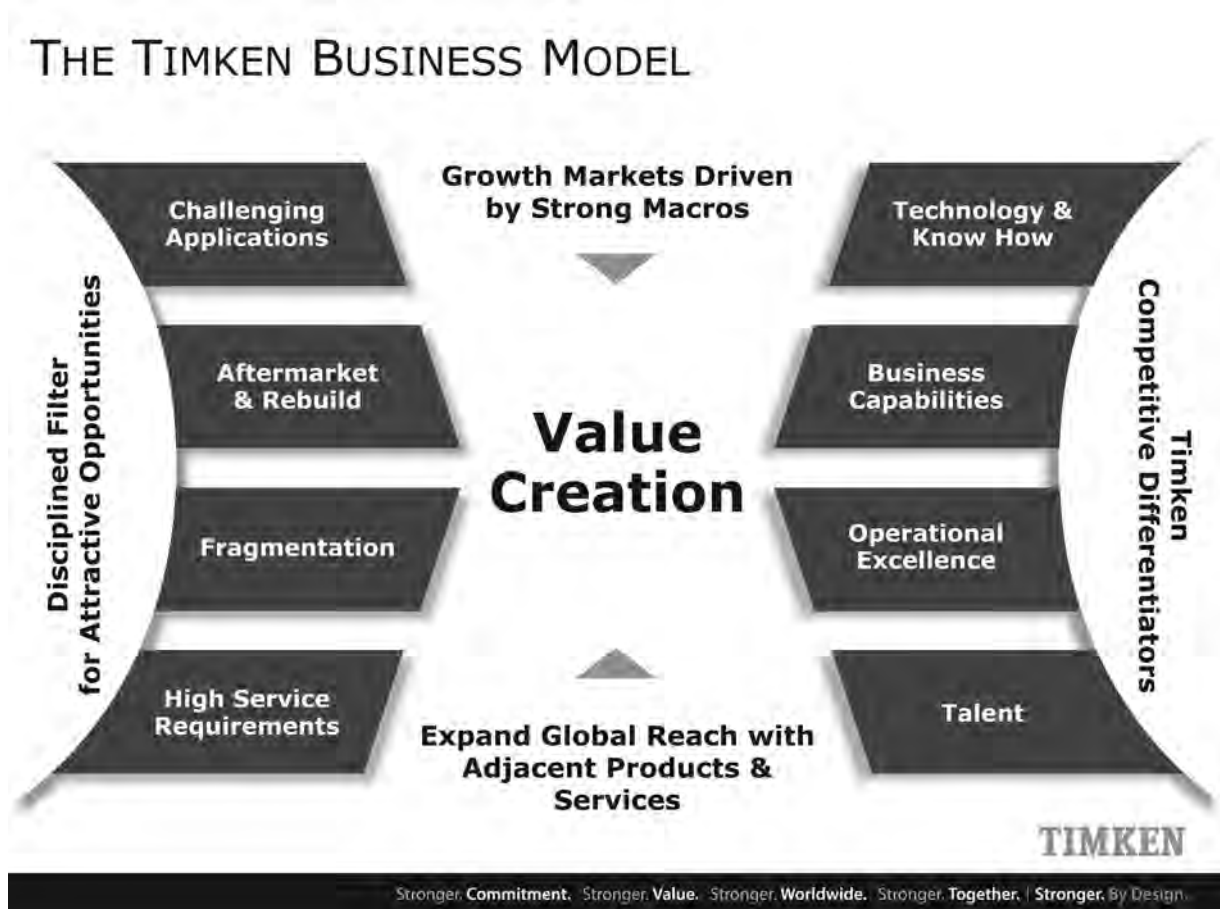 THE TIMKEN BUSINESS MODEL
Disciplined Filter
for Attractive Opportunities
Challenging
Applications
Aftermarket
& Rebuild
Fragmentation
High Service
Requirements
Growth Markets Driven
by Strong Macros
Value
Creation
Expand Global Reach with
Adjacent Products &
Services
Technology &
Know How
Business
Capabilities
Operational
Excellence
Talent
Timken
Competitive Differentiators
TIMKEN
Stronger. Commitment. Stronger. Value. Stronger. Worldwide. Stronger. Together. | Stronger. By Design.